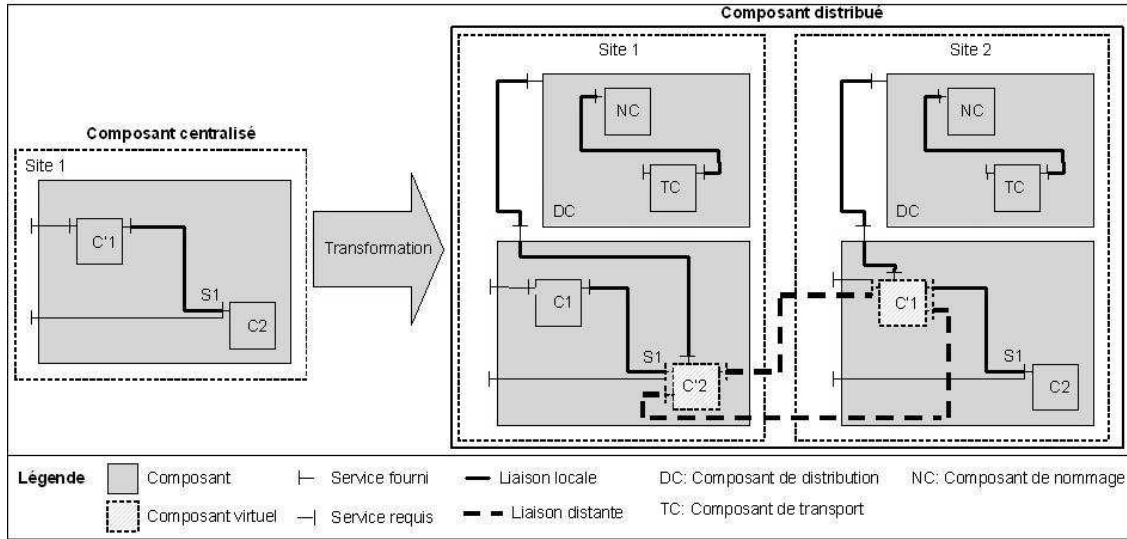 Composant distribué
Site 1
Site 2
NC
TC
DC
NC
TC
DC
Composant centralisé
Site 1
C'1
S1
C2
Transformation
C1
S1
C'2
C'1
S1
C2
Légende
Composant
Service fourni
Liaison locale
DC: Composant de distribution
NC: Composant de nommage
Composant virtuel
Service requis
Liaison distante
TC: Composant de transport